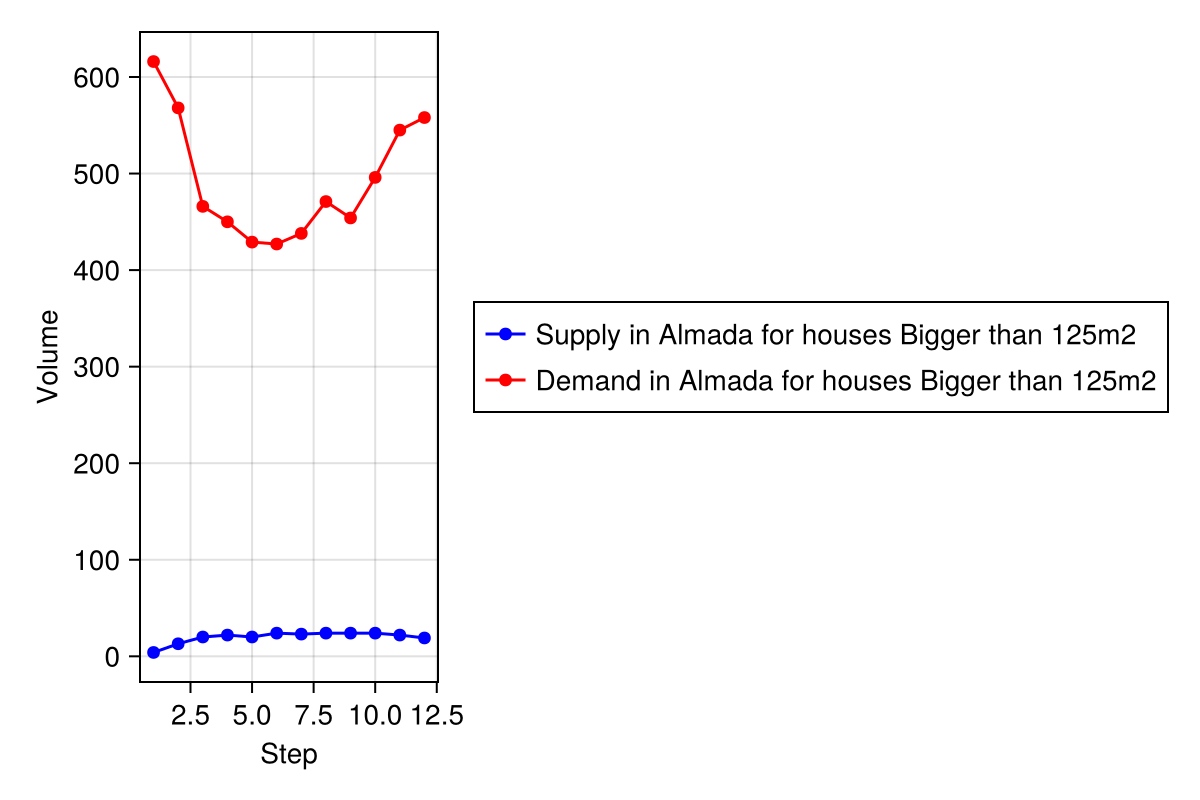 600
500
400
300
200
100
0
Volume
2.5 5.0 7.5 10.0 12.5
Step
Supply in Almada for houses Bigger than 125m2
Demand in Almada for houses Bigger than 125m2